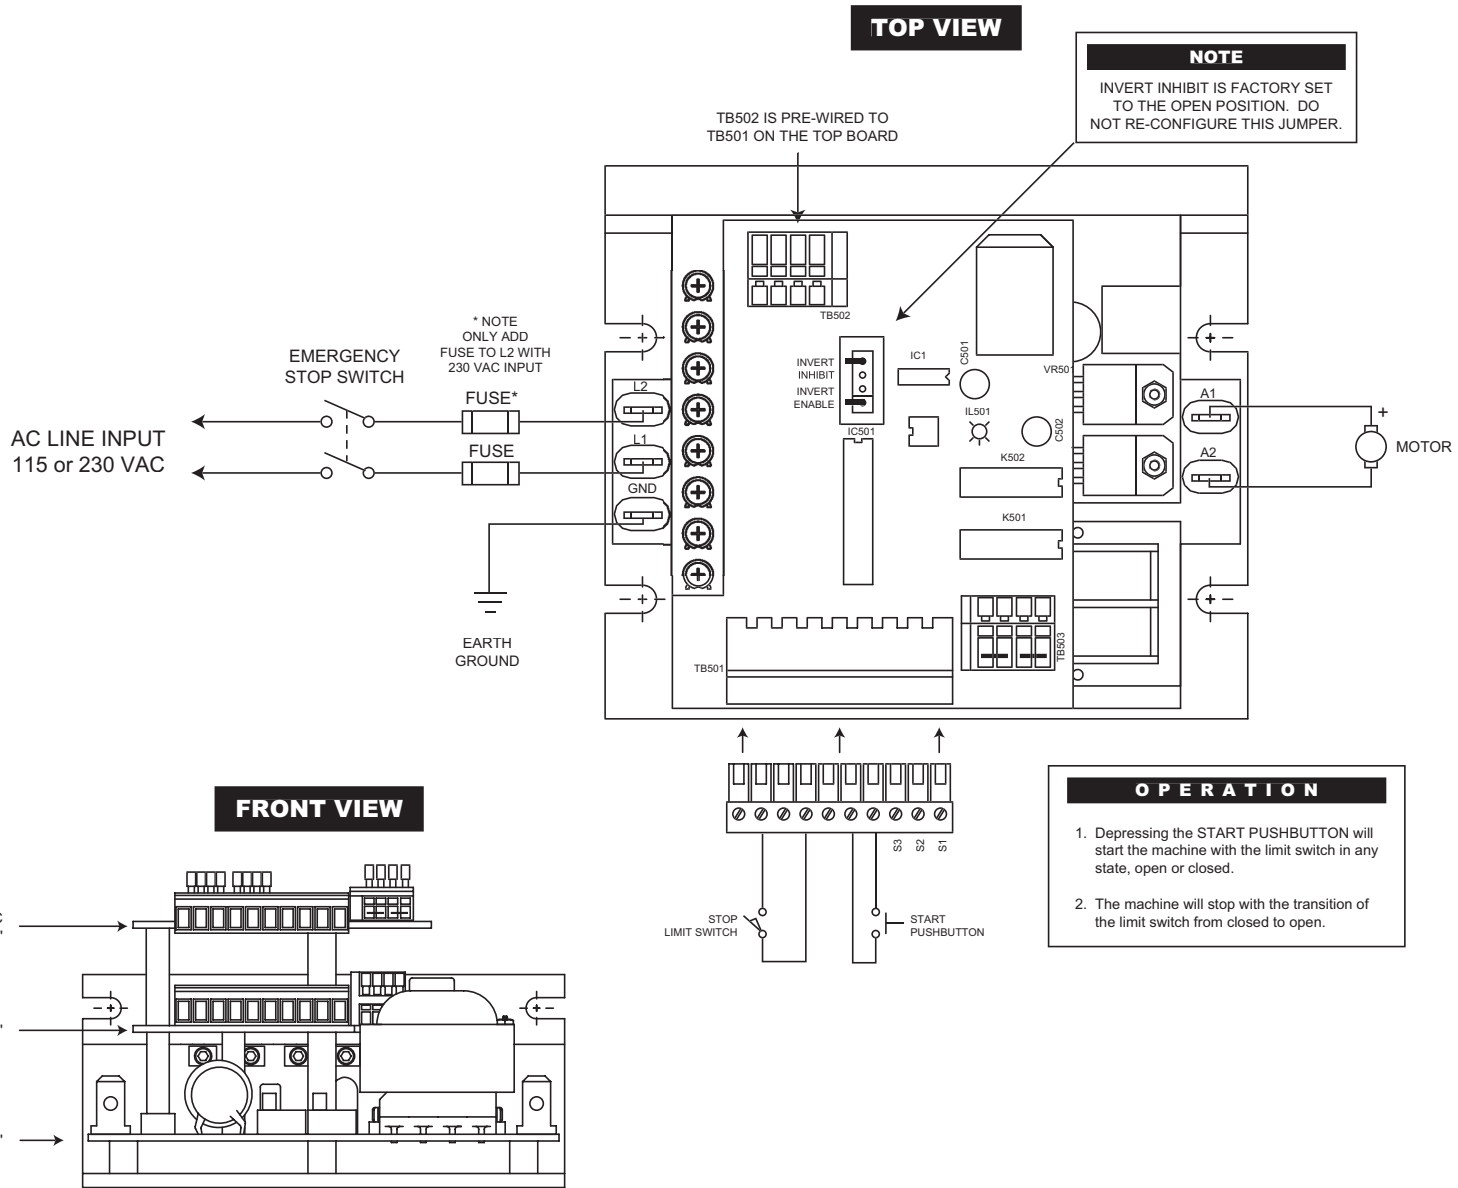 TOP VIEW
NOTE
INVERT INHIBIT IS FACTORY SET
TO THE OPEN POSITION. DO
NOT RE-CONFIGURE THIS JUMPER.
TB502 IS PRE-WIRED TO
TB501 ON THE TOP BOARD
* NOTE
ONLY ADD
FUSE TO L2 WITH
230 VAC INPUT
EMERGENCY
STOP SWITCH
FUSE*
FUSE
AC LINE INPUT
115 or 230 VAC
L2
L1
GND
EARTH
GROUND
TB502
INVERT
INHIBIT
INVERT
ENABLE
IC1
C501
VR501
IL501
C502
IC501
K502
K501
TB503
TB501
A1
A2
+
MOTOR
S3
S2
S1
STOP
LIMIT SWITCH
START
PUSHBUTTON
OPERATION
1. Depressing the START PUSHBUTTON will
start the machine with the limit switch in any
state, open or closed.
2. The machine will stop with the transition of
the limit switch from closed to open.
FRONT VIEW